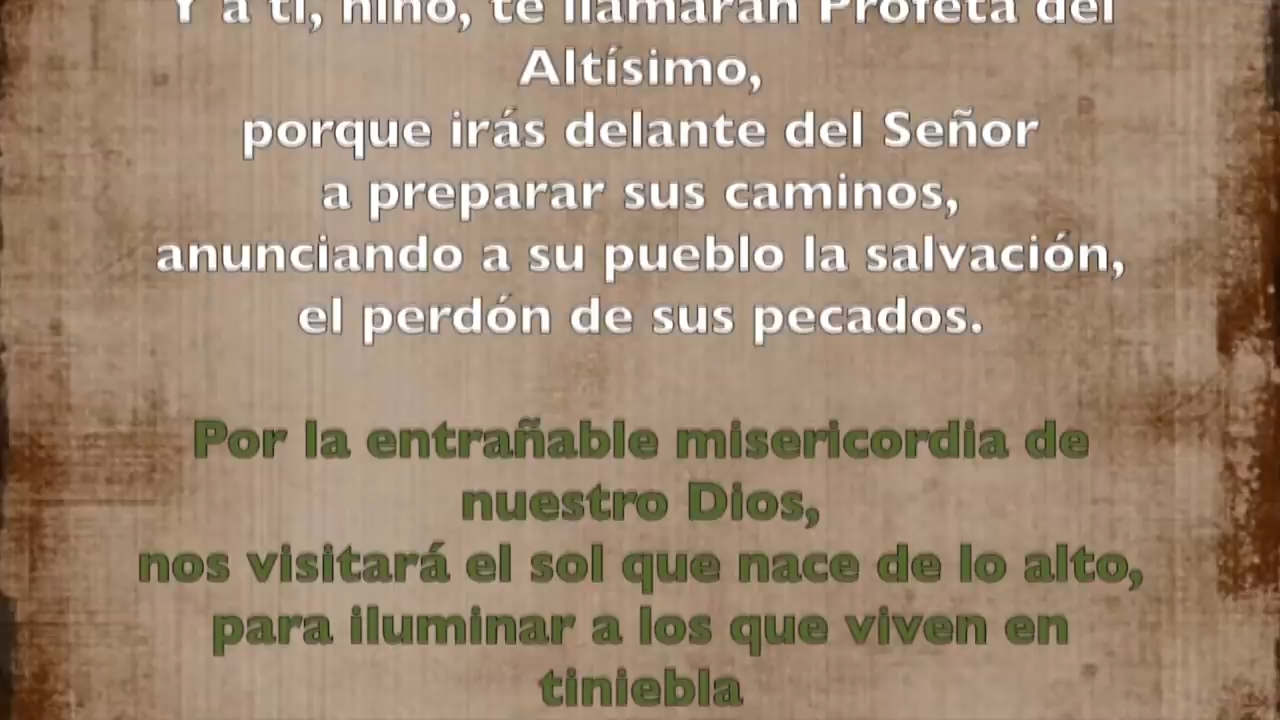 Y a ti, niño, te llamarán Profeta del
Altísimo,
porque irás delante del Señor
a preparar sus caminos,
anunciando a su pueblo la salvación,
el perdón de sus pecados.
Por la entrañable misericordia de
nuestro Dios,
nos visitará el sol que nace de lo alto,
para iluminar a los que viven en
tiniebla